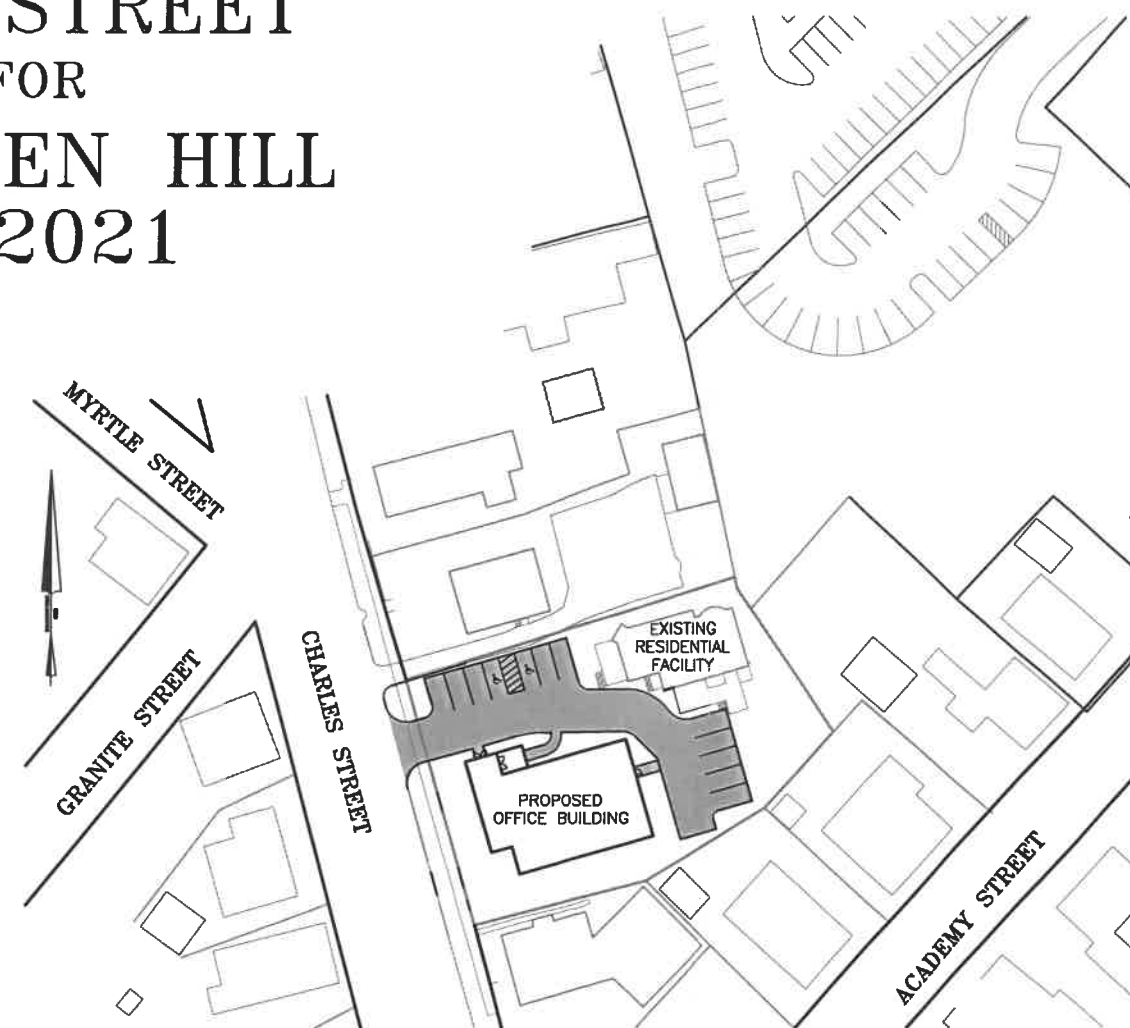 STREET
FOR
EN HILL
2021
MYRTLE STREET
GRANITE STREET
CHARLES STREET
EXISTING
RESIDENTIAL
FACILITY
PROPOSED
OFFICE BUILDING
ACADEMY STREET